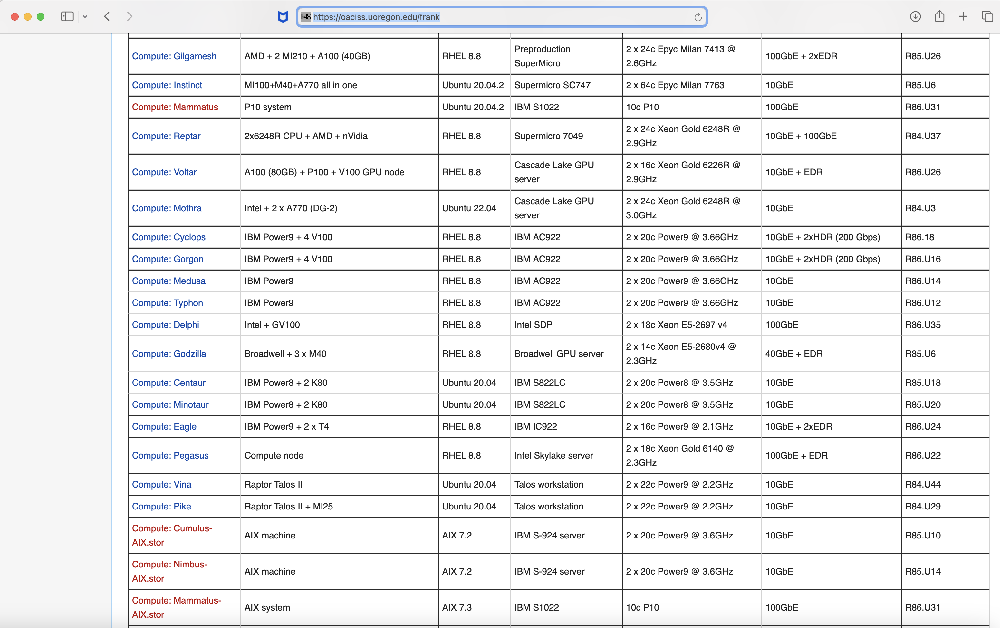 E4S https://oaciss.uoregon.edu/frank
Compute: Gilgamesh AMD + 2 MI210 + A100 (40GB) RHEL 8.8 Preproduction SuperMicro 2 x 24c Epyc Milan 7413 @ 2.6GHz 100GbE + 2xEDR R85.U26
Compute: Instinct MI100+M40+A770 all in one Ubuntu 20.04.2 Supermicro SC747 2 x 64c Epyc Milan 7763 10GbE R85.U6
Compute: Mammatus P10 system Ubuntu 20.04.2 IBM S1022 10c P10 100GbE R86.U31
Compute: Reptar 2x6248R CPU + AMD + nVidia RHEL 8.8 Supermicro 7049 2 x 24c Xeon Gold 6248R @ 2.9GHz 10GbE + 100GbE R84.U37
Compute: Voltar A100 (80GB) + P100 + V100 GPU node RHEL 8.8 Cascade Lake GPU server 2 x 16c Xeon Gold 6226R @ 2.9GHz 10GbE + EDR R86.U26
Compute: Mothra Intel + 2 x A770 (DG-2) Ubuntu 22.04 Cascade Lake GPU server 2 x 24c Xeon Gold 6248R @ 3.0GHz 10GbE R84.U3
Compute: Cyclops IBM Power9 + 4 V100 RHEL 8.8 IBM AC922 2 x 20c Power9 @ 3.66GHz 10GbE + 2xHDR (200 Gbps) R86.18
Compute: Gorgon IBM Power9 + 4 V100 RHEL 8.8 IBM AC922 2 x 20c Power9 @ 3.66GHz 10GbE + 2xHDR (200 Gbps) R86.U16
Compute: Medusa IBM Power9 RHEL 8.8 IBM AC922 2 x 20c Power9 @ 3.66GHz 10GbE R86.U14
Compute: Typhon IBM Power9 RHEL 8.8 IBM AC922 2 x 20c Power9 @ 3.66GHz 10GbE R86.U12
Compute: Delphi Intel + GV100 RHEL 8.8 Intel SDP 2 x 18c Xeon E5-2697 v4 100GbE R86.U35
Compute: Godzilla Broadwell + 3 x M40 RHEL 8.8 Broadwell GPU server 2 x 14c Xeon E5-2680v4 @ 2.3GHz 40GbE + EDR R85.U6
Compute: Centaur IBM Power8 + 2 K80 Ubuntu 20.04 IBM S822LC 2 x 20c Power8 @ 3.5GHz 10GbE R85.U18
Compute: Minotaur IBM Power8 + 2 K80 Ubuntu 20.04 IBM S822LC 2 x 20c Power8 @ 3.5GHz 10GbE R85.U20
Compute: Eagle IBM Power9 + 2 x T4 RHEL 8.8 IBM IC922 2 x 16c Power9 @ 2.1GHz 10GbE + 2xEDR R86.U24
Compute: Pegasus Compute node RHEL 8.8 Intel Skylake server 2 x 18c Xeon Gold 6140 @ 2.3GHz 100GbE + EDR R86.U22
Compute: Vina Raptor Talos II Ubuntu 20.04 Talos workstation 2 x 22c Power9 @ 2.2GHz 10GbE R84.U44
Compute: Pike Raptor Talos II + MI25 Ubuntu 20.04 Talos workstation 2 x 22c Power9 @ 2.2GHz 10GbE R84.U29
Compute: Cumulus-AIX.stor AIX machine AIX 7.2 IBM S-924 server 2 x 20c Power9 @ 3.6GHz 10GbE R85.U10
Compute: Nimbus-AIX.stor AIX machine AIX 7.2 IBM S-924 server 2 x 20c Power9 @ 3.6GHz 10GbE R85.U14
Compute: Mammatus-AIX.stor AIX system AIX 7.3 IBM S1022 10c P10 100GbE R86.U31